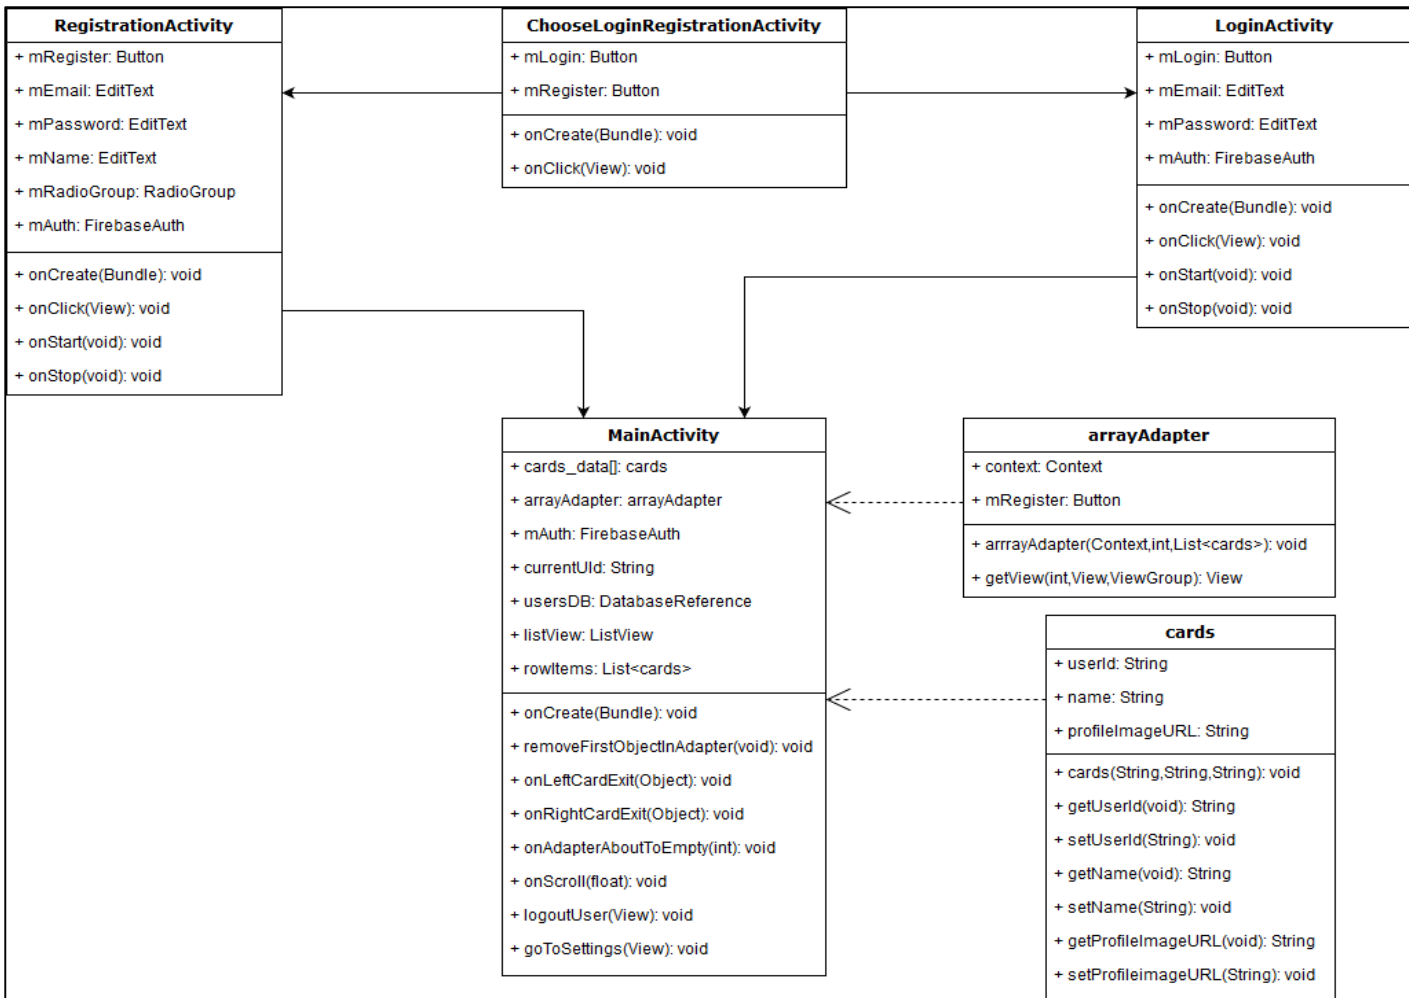 RegistrationActivity
+ mRegister: Button
+ mEmail: EditText
+ mPassword: EditText
+ mName: EditText
+ mRadioGroup: RadioGroup
+ mAuth: FirebaseAuth
+ onCreate(Bundle): void
+ onClick(View): void
+ onStart(void): void
+ onStop(void): void
ChooseLoginRegistrationActivity
+ mLogin: Button
+ mRegister: Button
+ onCreate(Bundle): void
+ onClick(View): void
LoginActivity
+ mLogin: Button
+ mEmail: EditText
+ mPassword: EditText
+ mAuth: FirebaseAuth
+ onCreate(Bundle): void
+ onClick(View): void
+ onStart(void): void
+ onStop(void): void
MainActivity
+ cards_data[]: cards
+ arrayAdapter: arrayAdapter
+ mAuth: FirebaseAuth
+ currentUId: String
+ usersDB: DatabaseReference
+ listView: ListView
+ rowItems: List<cards>
+ onCreate(Bundle): void
+ removeFirstObjectInAdapter(void): void
+ onLeftCardExit(Object): void
+ onRightCardExit(Object): void
+ onAdapterAboutToEmpty(int): void
+ onScroll(float): void
+ logoutUser(View): void
+ goToSettings(View): void
arrayAdapter
+ context: Context
+ mRegister: Button
+ arrrayAdapter(Context,int,List<cards>): void
+ getView(int,View,ViewGroup): View
cards
+ userId: String
+ name: String
+ profileImageURL: String
+ cards(String,String,String): void
+ getUserId(void): String
+ setUserId(String): void
+ getName(void): String
+ setName(String): void
+ getProfileImageURL(void): String
+ setProfileimageURL(String): void